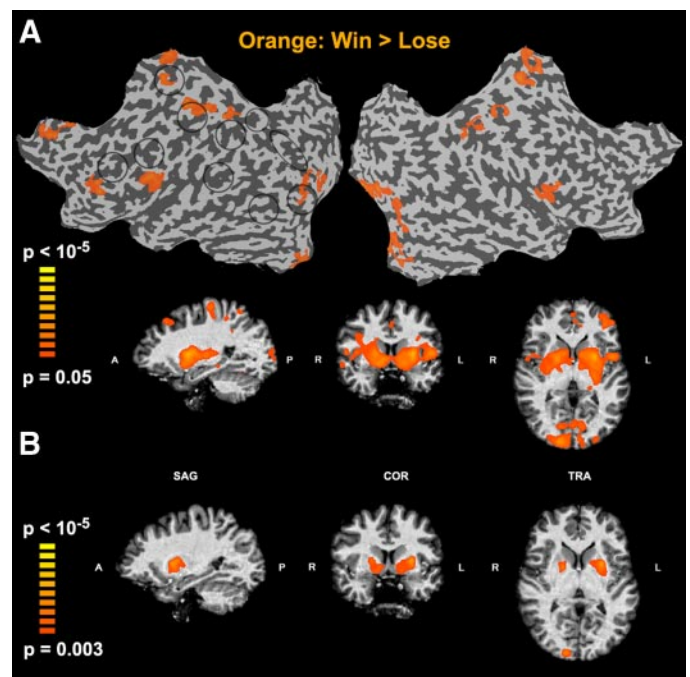 A
Orange: Win > Lose
p < 10-5
p = 0.05
A P R L R L
B
SAG COR TRA
p < 10-5
A P R L R L
p = 0.003